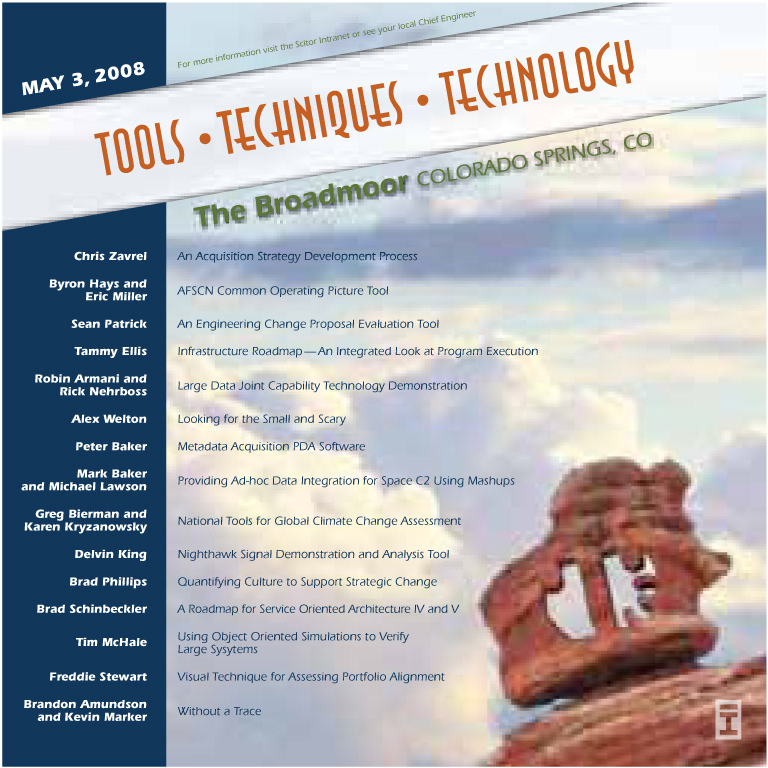 For more information visit the Scitor Intranet or see your local Chief Engineer
MAY 3, 2008
TOOLS • TECHNIQUES • TECHNOLOGY
The Broadmoor COLORADO SPRINGS, CO
Chris Zavrel An Acquisition Strategy Development Process
Byron Hays and
Eric Miller AFSCN Common Operating Picture Tool
Sean Patrick An Engineering Change Proposal Evaluation Tool
Tammy Ellis Infrastructure Roadmap—An Integrated Look at Program Execution
Robin Armani and
Rick Nehrboss Large Data Joint Capability Technology Demonstration
Alex Welton Looking for the Small and Scary
Peter Baker Metadata Acquisition PDA Software
Mark Baker
and Michael Lawson Providing Ad-hoc Data Integration for Space C2 Using Mashups
Greg Bierman and
Karen Kryzanowsky National Tools for Global Climate Change Assessment
Delvin King Nighthawk Signal Demonstration and Analysis Tool
Brad Phillips Quantifying Culture to Support Strategic Change
Brad Schinbeckler A Roadmap for Service Oriented Architecture IV and V
Tim McHale Using Object Oriented Simulations to Verify
Large Sysytems
Freddie Stewart Visual Technique for Assessing Portfolio Alignment
Brandon Amundson
and Kevin Marker Without a Trace